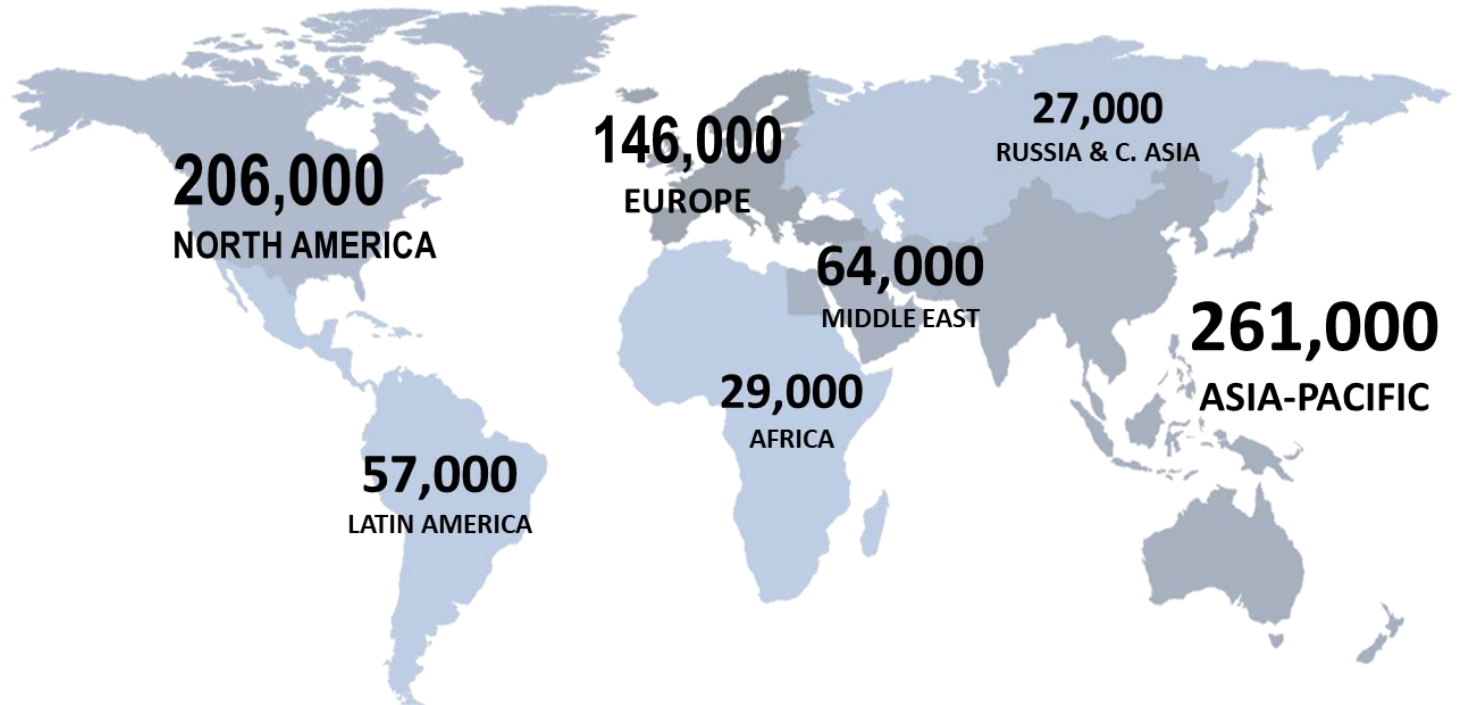 27,000
RUSSIA & C. ASIA
146,000
EUROPE
206,000
NORTH AMERICA
64,000
MIDDLE EAST
261,000
ASIA-PACIFIC
29,000
AFRICA
57,000
LATIN AMERICA